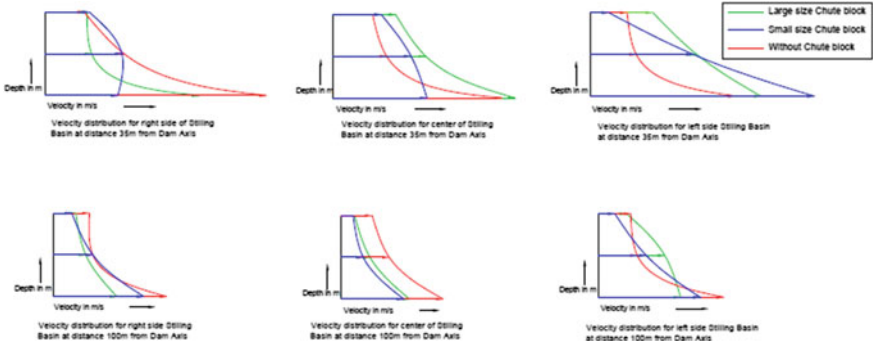 Large size Chute block
Small size Chute block
Without Chute block
Depth in m
Velocity in m/s
Velocity distribution for right side of Stilling
Basin at distance 35m from Dam Axis
Depth in m
Velocity in m/s
Velocity distribution for center of Stilling
Basin at distance 35m from Dam Axis
Depth in m
Velocity in m/s
Velocity distribution for left side Stilling Basin
at distance 35m from Dam Axis
Depth in m
Velocity in m/s
Velocity distribution for right side Stilling
Basin at distance 100m from Dam Axis
Depth in m
Velocity in m/s
Velocity distribution for center of Stilling
Basin at distance 100m from Dam Axis
Depth in m
Velocity in m/s
Velocity distribution for left side Stilling Basin
at distance 100m from Dam Axis